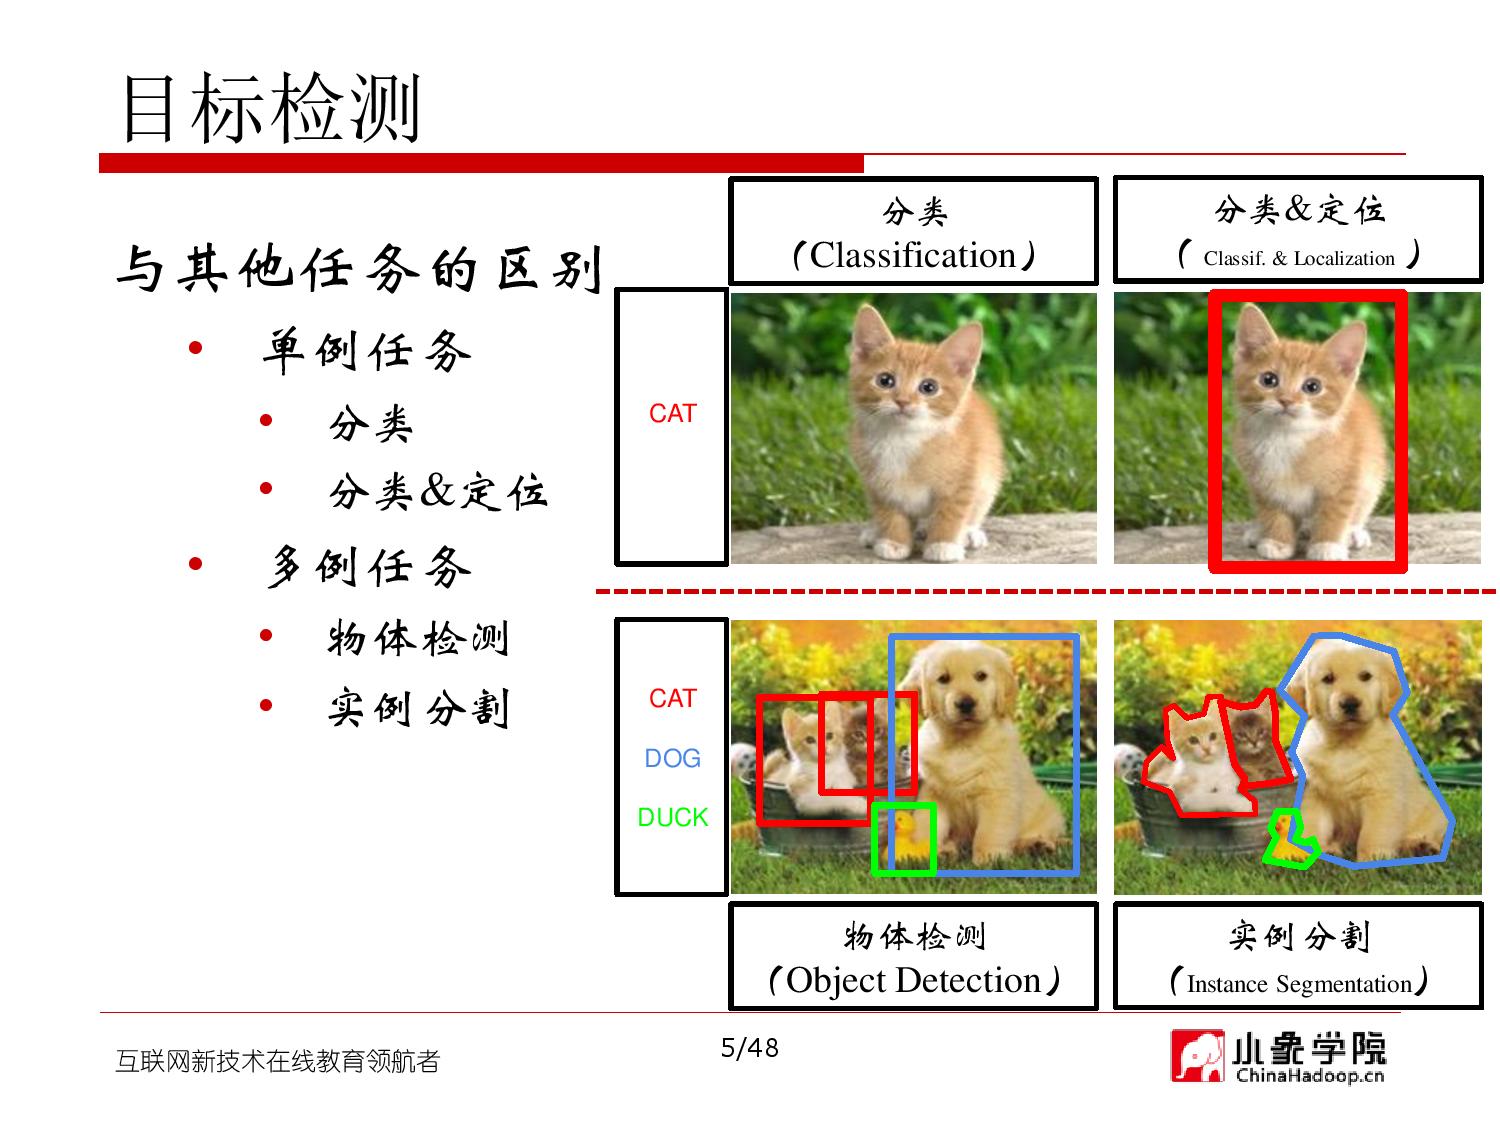 目标检测
与其他任务的区别
• 单例任务
• 分类
• 分类&定位
• 多例任务
• 物体检测
• 实例分割
分类
（Classification）
分类&定位
（ Classif. & Localization ）
CAT
CAT
DOG
DUCK
物体检测
（Object Detection）
实例分割
（Instance Segmentation）
互联网新技术在线教育领航者
5/48
小象学院
ChinaHadoop.cn